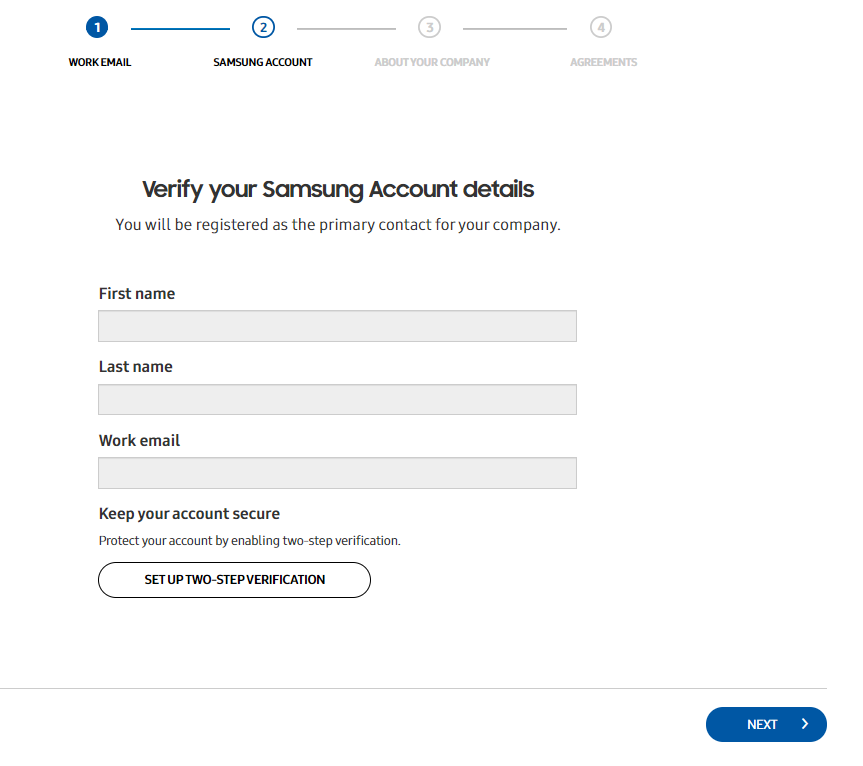 1 2 3 4
WORK EMAIL SAMSUNG ACCOUNT ABOUT YOUR COMPANY AGREEMENTS
Verify your Samsung Account details
You will be registered as the primary contact for your company.
First name
Last name
Work email
Keep your account secure
Protect your account by enabling two-step verification.
SET UP TWO-STEP VERIFICATION
NEXT